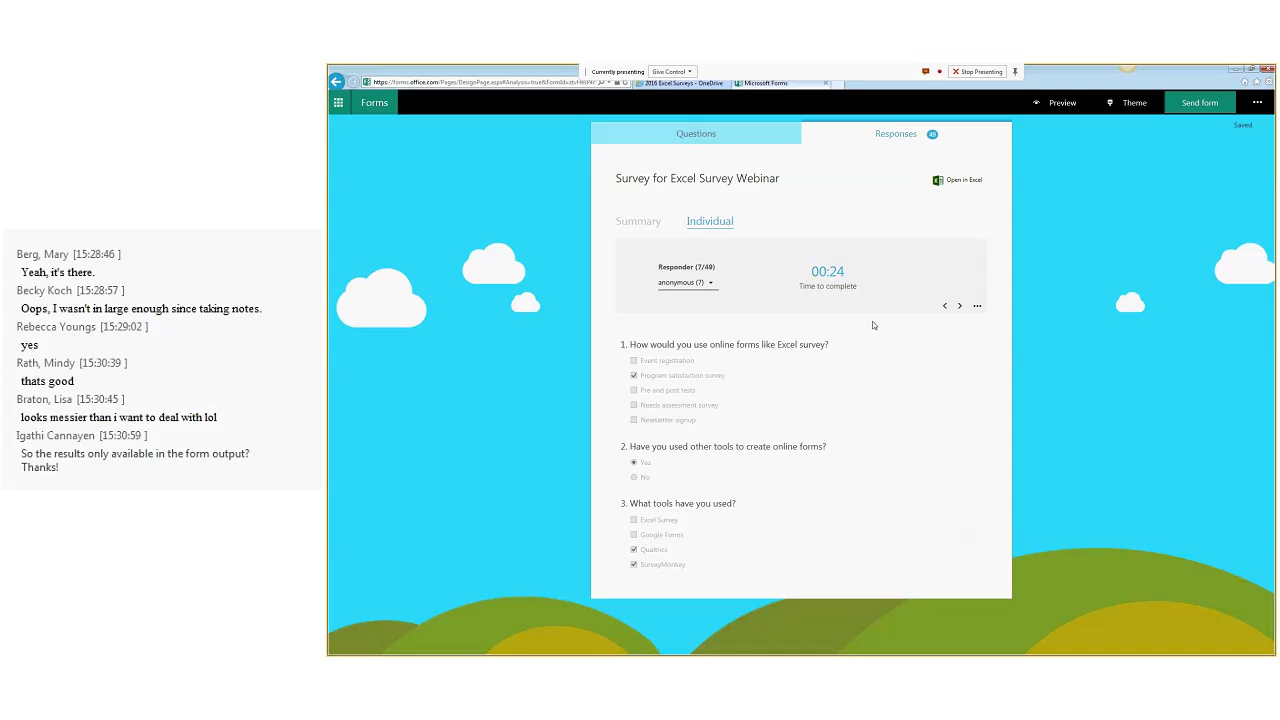 Berg, Mary [15:28:46 ]
Yeah, it's there.
Becky Koch [15:28:57 ]
Oops, I wasn't in large enough since taking notes.
Rebecca Youngs [15:29:02 ]
yes
Rath, Mindy [15:30:39 ]
thats good
Braton, Lisa [15:30:45 ]
looks messier than i want to deal with lol
Igathi Cannayen [15:30:59 ]
So the results only available in the form output?
Thanks!
Currently presenting
Give Control
Stop Presenting
2016 Excel Surveys - OneDrive
Microsoft Forms
Forms
Preview
Theme
Send form
Saved
Questions
Responses 49
Survey for Excel Survey Webinar
Open in Excel
Summary
Individual
Responder (7/49)
anonymous (7)
00:24
Time to complete
1. How would you use online forms like Excel survey?
Event registration
Program satisfaction survey
Pre and post tests
Needs assessment survey
Newsletter signup
2. Have you used other tools to create online forms?
Yes
No
3. What tools have you used?
Excel Survey
Google Forms
Qualtrics
SurveyMonkey